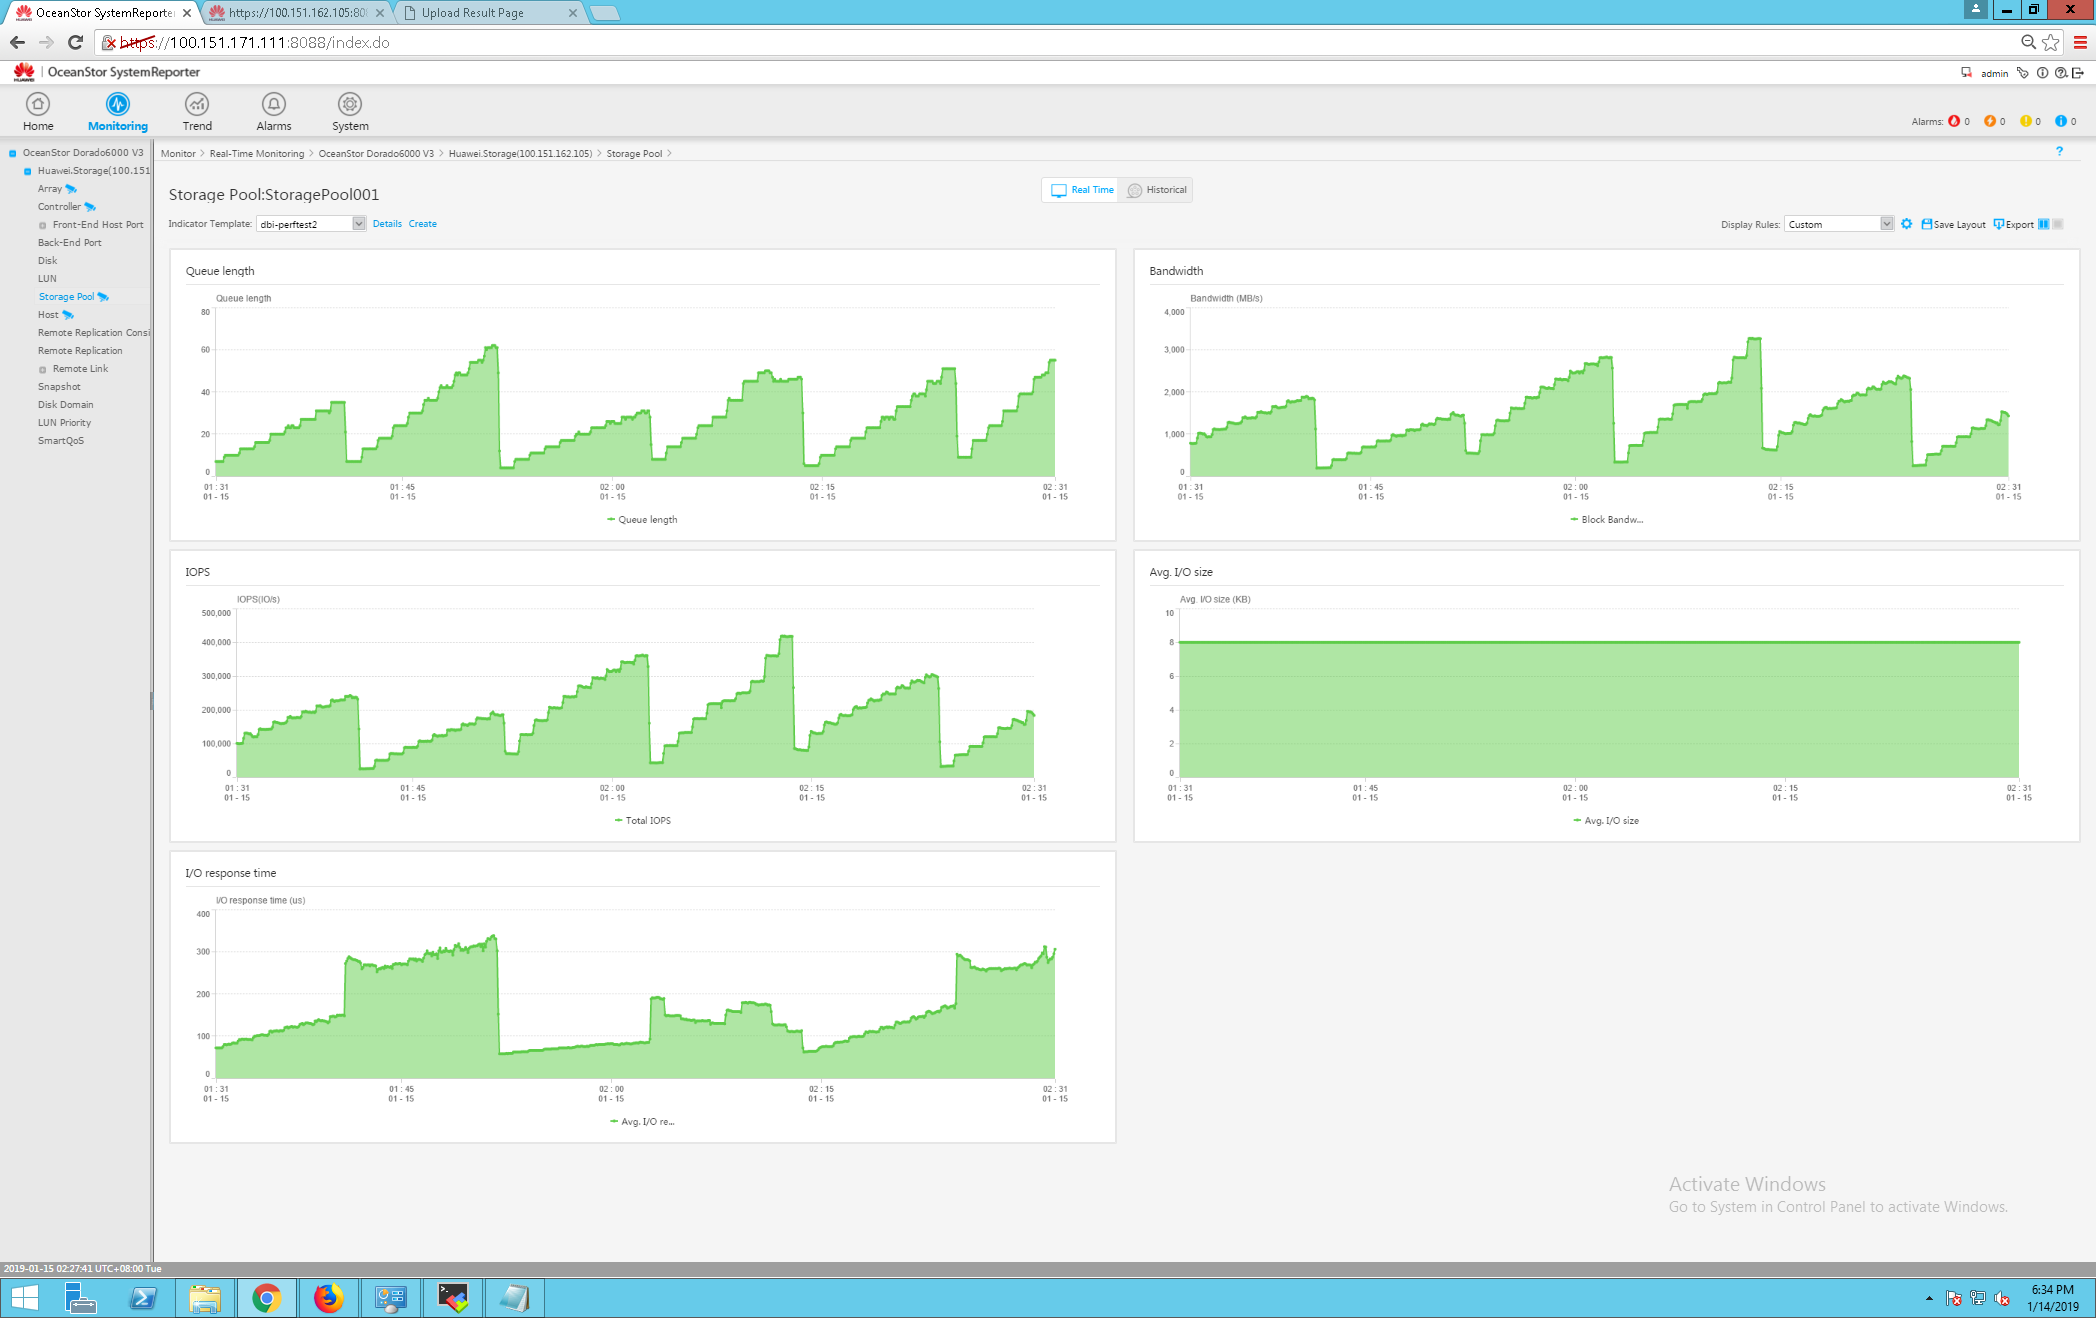 OceanStor SystemReporte
https://100.151.162.105:80
Upload Result Page
https://100.151.171.111:8088/index.do
HUAWEI
OceanStor SystemReporter
admin
Home
Monitoring
Trend
Alarms
System
Alarms: 0 0 0 0
OceanStor Dorado6000 V3
Huawei.Storage(100.151
Array
Controller
Front-End Host Port
Back-End Port
Disk
LUN
Storage Pool
Host
Remote Replication Consi
Remote Replication
Remote Link
Snapshot
Disk Domain
LUN Priority
SmartQoS
Monitor > Real-Time Monitoring > OceanStor Dorado6000 V3 > Huawei.Storage(100.151.162.105) > Storage Pool >
?
Storage Pool:StoragePool001
Real Time
Historical
Indicator Template: dbi-perftest2 Details Create
Display Rules: Custom Save Layout Export
Queue length
Queue length
80
60
40
20
0
01 : 31 01 : 45 02 : 00 02 : 15 02 : 31
01 - 15 01 - 15 01 - 15 01 - 15 01 - 15
Queue length
Bandwidth
Bandwidth (MB/s)
4,000
3,000
2,000
1,000
0
01 : 31 01 : 45 02 : 00 02 : 15 02 : 31
01 - 15 01 - 15 01 - 15 01 - 15 01 - 15
Block Bandw...
IOPS
IOPS(IO/s)
500,000
400,000
300,000
200,000
100,000
0
01 : 31 01 : 45 02 : 00 02 : 15 02 : 31
01 - 15 01 - 15 01 - 15 01 - 15 01 - 15
Total IOPS
Avg. I/O size
Avg. I/O size (KB)
10
8
6
4
2
0
01 : 31 01 : 45 02 : 00 02 : 15 02 : 31
01 - 15 01 - 15 01 - 15 01 - 15 01 - 15
Avg. I/O size
I/O response time
I/O response time (us)
400
300
200
100
0
01 : 31 01 : 45 02 : 00 02 : 15 02 : 31
01 - 15 01 - 15 01 - 15 01 - 15 01 - 15
Avg. I/O re...
Activate Windows
Go to System in Control Panel to activate Windows.
2019-01-15 02:27:41 UTC+08:00 Tue
6:34 PM
1/14/2019